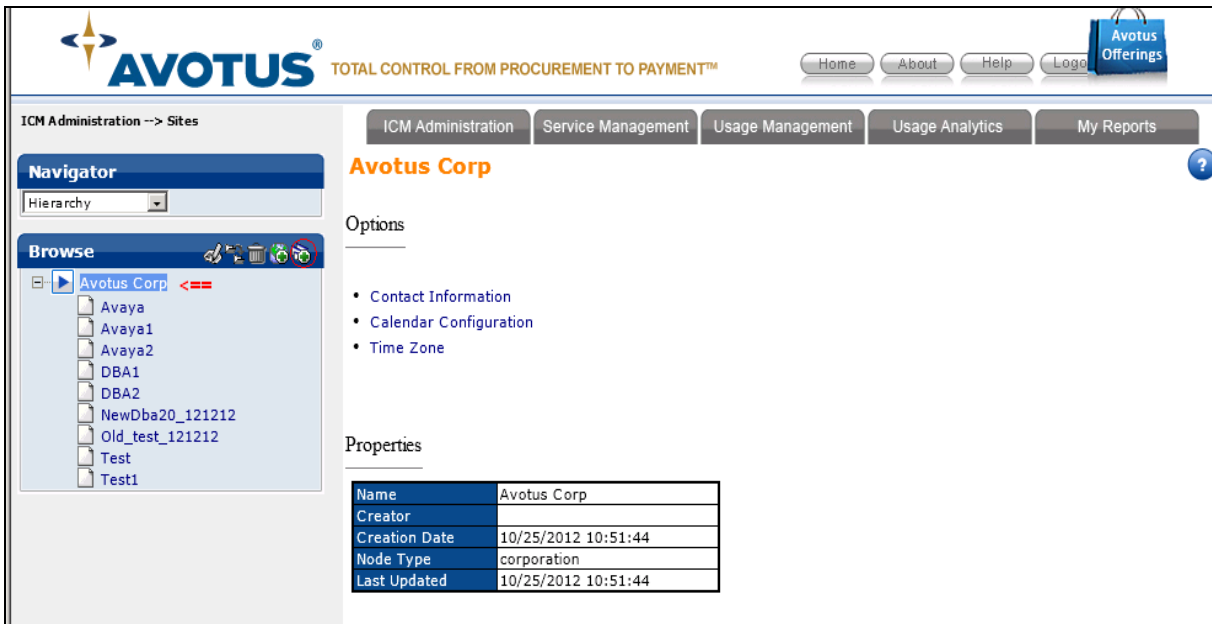 AVOTUS® TOTAL CONTROL FROM PROCUREMENT TO PAYMENT™
Home About Help Logo
Avotus
Offerings
ICM Administration --> Sites
ICM Administration Service Management Usage Management Usage Analytics My Reports
Navigator
Hierarchy
Browse
Avotus Corp <==
Avaya
Avaya1
Avaya2
DBA1
DBA2
NewDba20_121212
Old_test_121212
Test
Test1
Avotus Corp
?
Options
• Contact Information
• Calendar Configuration
• Time Zone
Properties
Name Avotus Corp
Creator
Creation Date 10/25/2012 10:51:44
Node Type corporation
Last Updated 10/25/2012 10:51:44